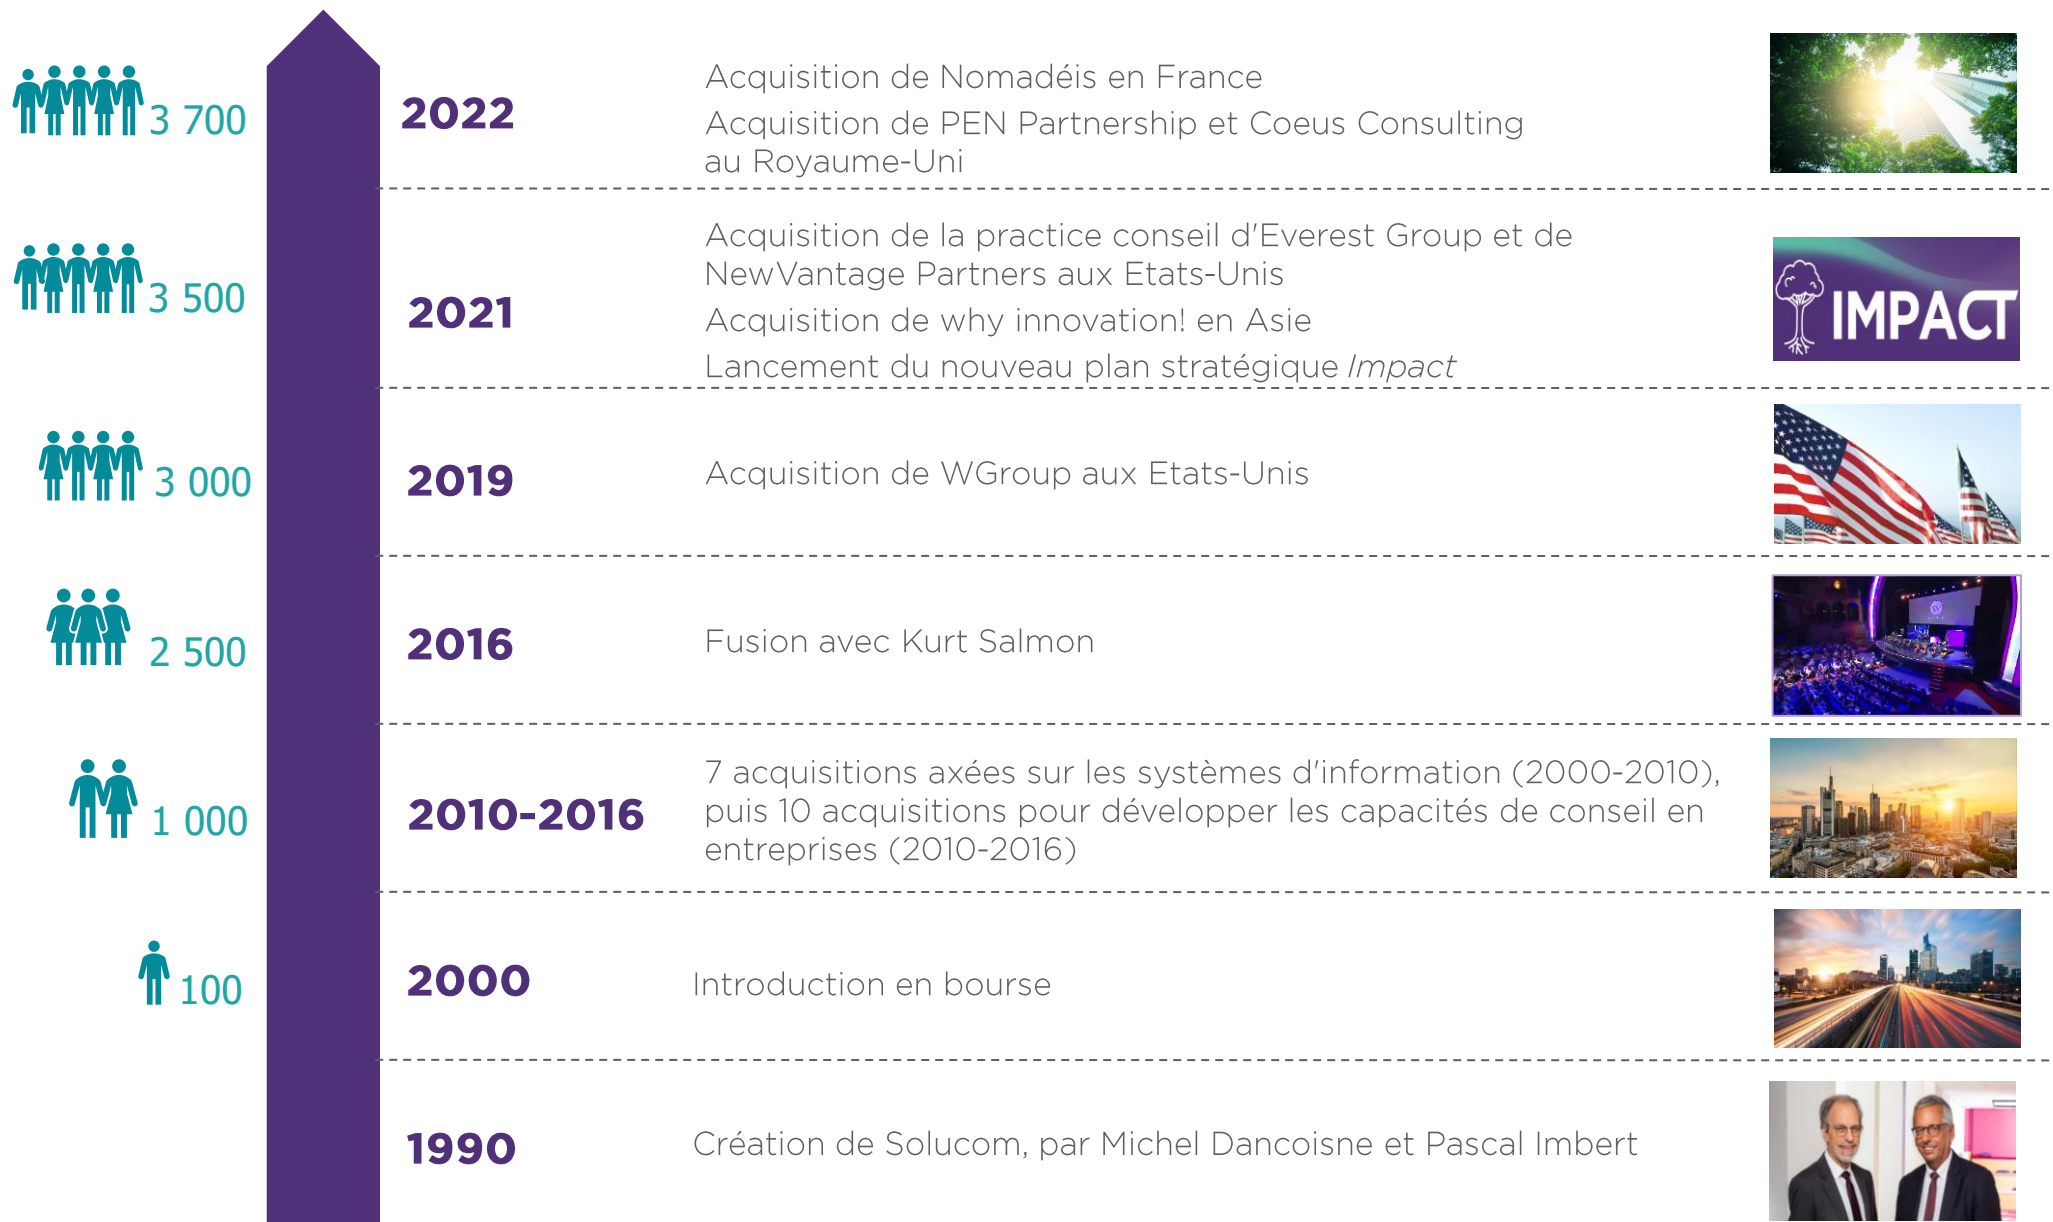 3 700
2022
Acquisition de Nomadéis en France
Acquisition de PEN Partnership et Coeus Consulting
au Royaume-Uni
3 500
2021
Acquisition de la practice conseil d'Everest Group et de
NewVantage Partners aux Etats-Unis
Acquisition de why innovation! en Asie
Lancement du nouveau plan stratégique Impact
IMPACT
3 000
2019
Acquisition de WGroup aux Etats-Unis
2 500
2016
Fusion avec Kurt Salmon
1 000
2010-2016
7 acquisitions axées sur les systèmes d'information (2000-2010),
puis 10 acquisitions pour développer les capacités de conseil en
entreprises (2010-2016)
100
2000
Introduction en bourse
1990
Création de Solucom, par Michel Dancoisne et Pascal Imbert